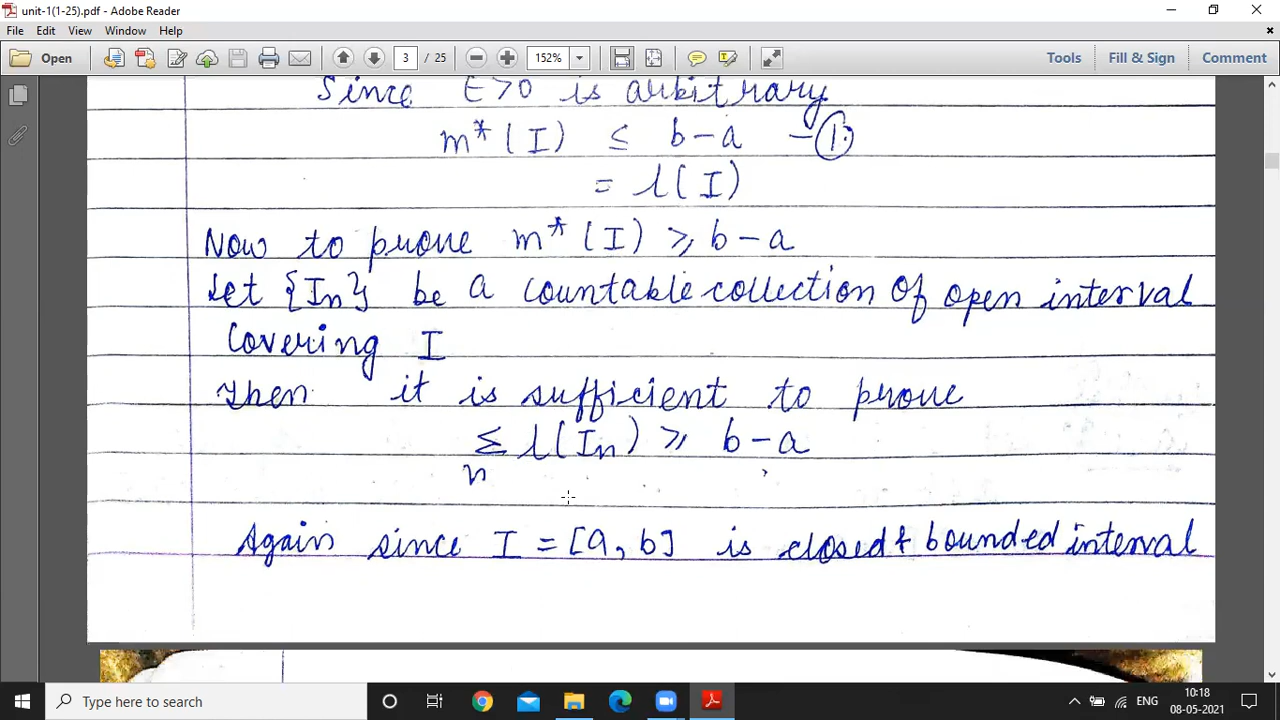 unit-1(1-25).pdf - Adobe Reader
File Edit View Window Help
Open 3 / 25 152% Tools Fill & Sign Comment
Since ϵ>0 is arbitrary
m*(I) ≤ b-a -①
= l(I)
Now to prove m*(I) ≥ b-a
Let {In} be a countable collection of open interval
Covering I
Then it is sufficient to prove
Σ l(In) ≥ b-a
n
Again since I = [a, b] is closed & bounded interval
Type here to search
ENG
10:18
08-05-2021